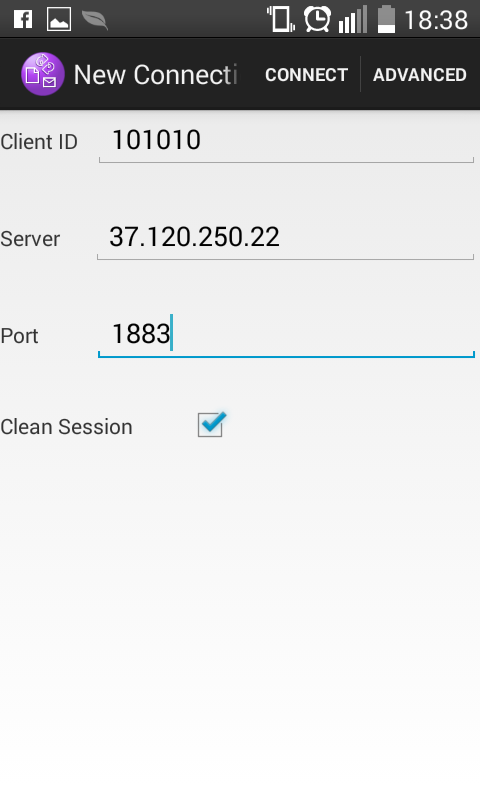 18:38
New Connecti CONNECT ADVANCED
Client ID 101010
Server 37.120.250.22
Port 1883
Clean Session